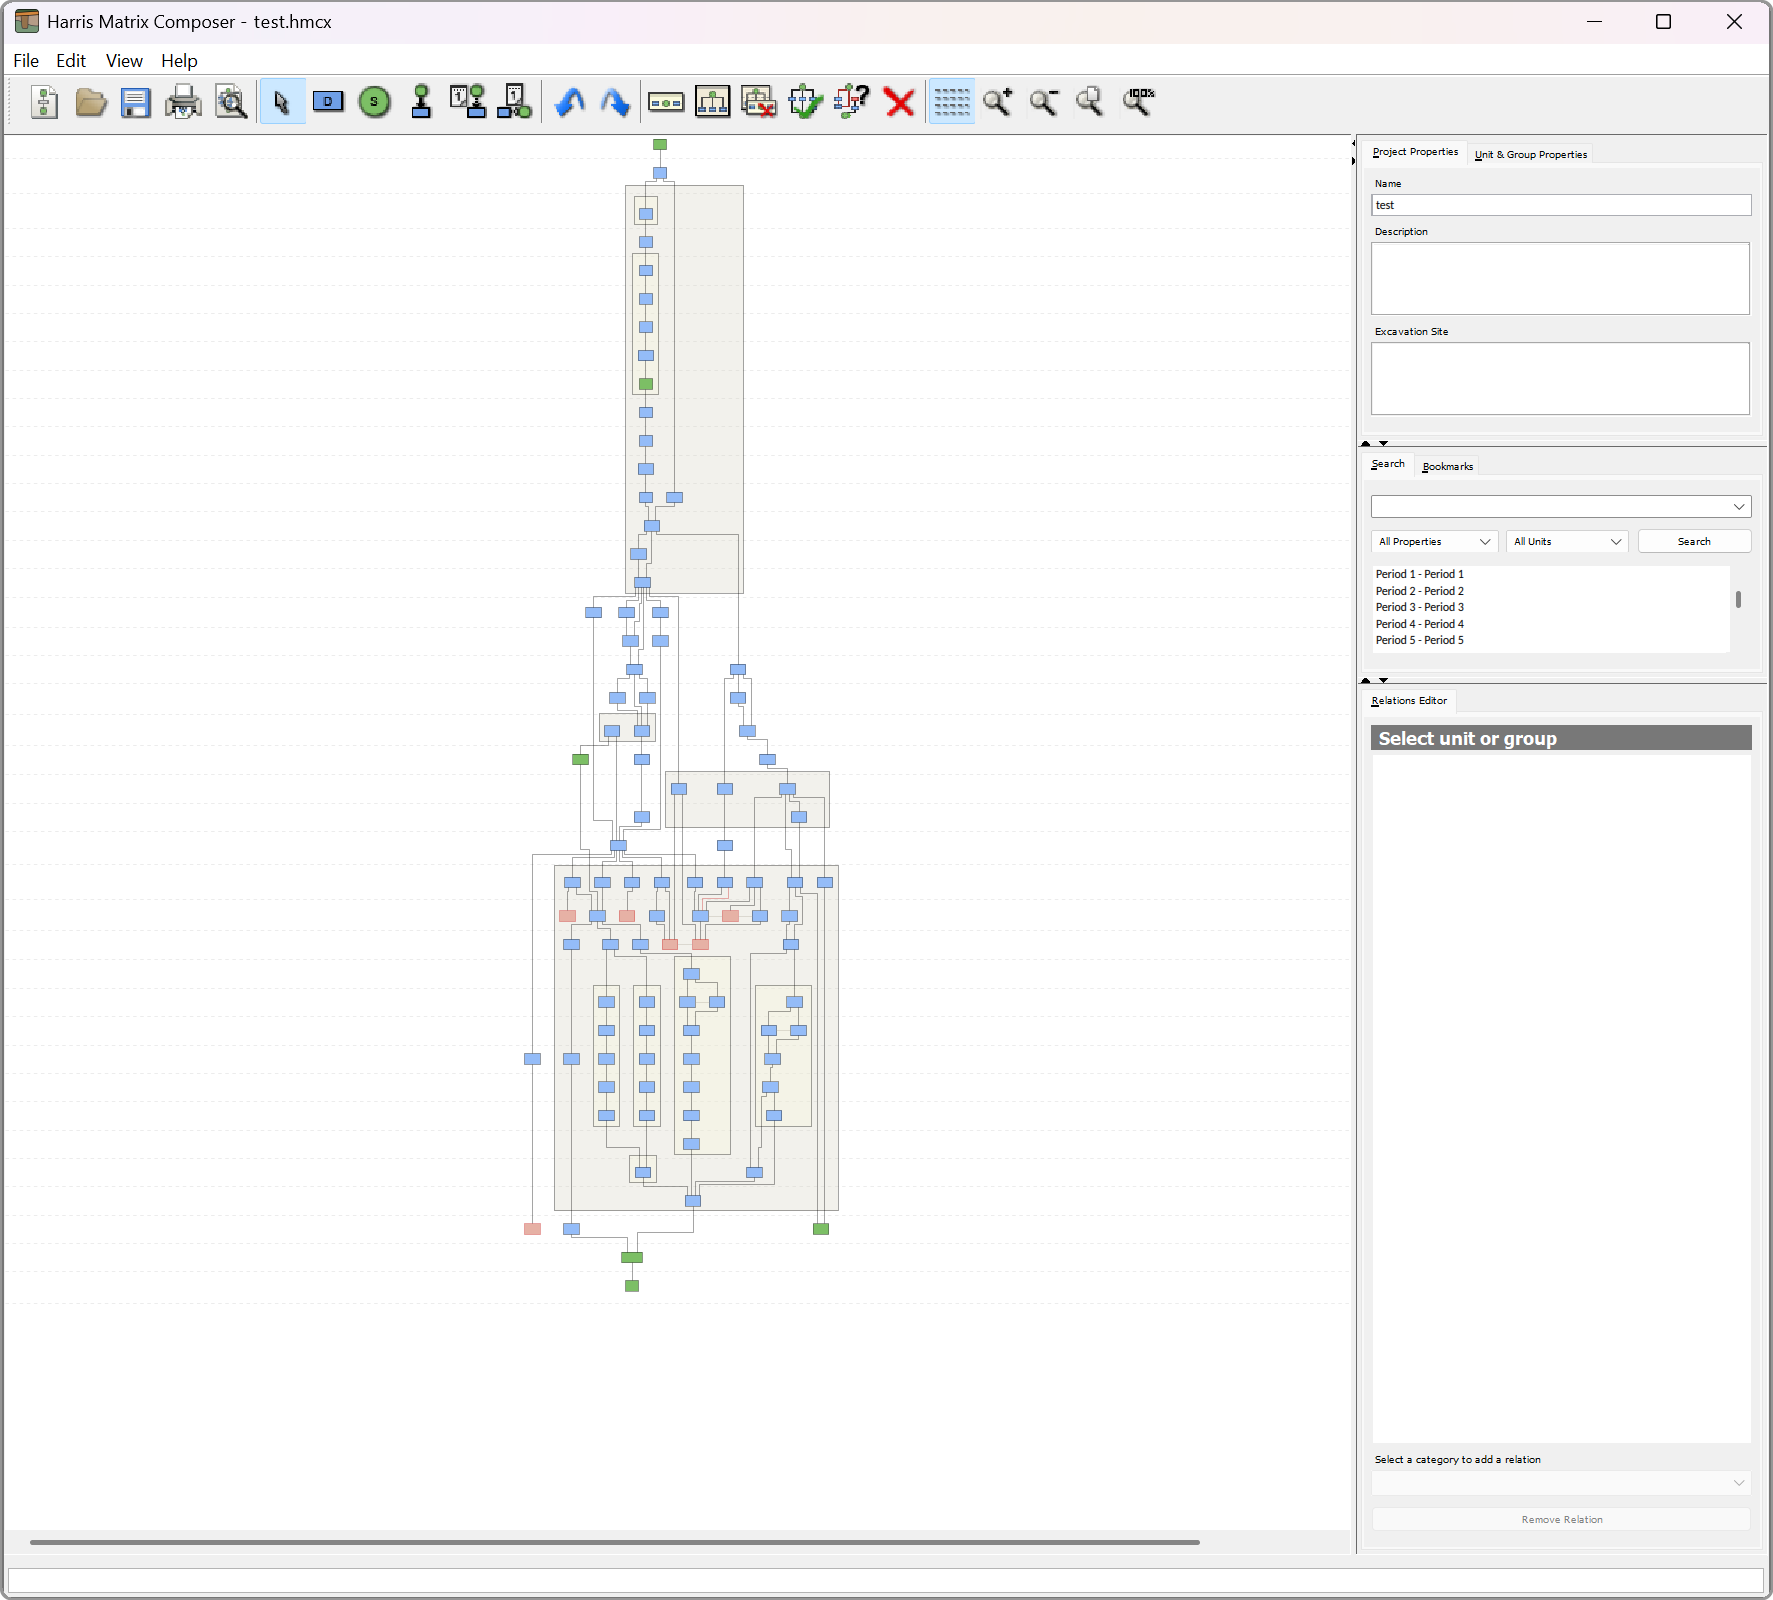 Harris Matrix Composer - test.hmcx
File Edit View Help
D S 1 1 ? 100%
Project Properties Unit & Group Properties
Name
test
Description
Excavation Site
Search Bookmarks
All Properties All Units Search
Period 1 - Period 1
Period 2 - Period 2
Period 3 - Period 3
Period 4 - Period 4
Period 5 - Period 5
Relations Editor
Select unit or group
Select a category to add a relation
Remove Relation